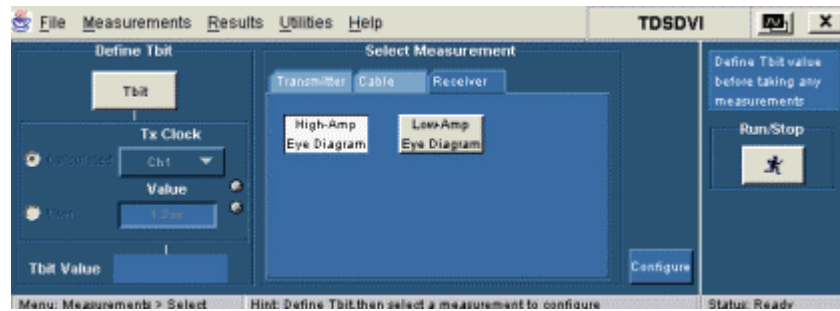 File Measurements Results Utilities Help TDSDVI X
Define Tbit
Tbit
Tx Clock
Calculated Ch1
Value
User
Tbit Value
Select Measurement
Transmitter Cable Receiver
High-Amp Eye Diagram
Low-Amp Eye Diagram
Configure
Define Tbit value
before taking any
measurements
Run/Stop
Menu: Measurements > Select
Hint: Define Tbit then select a measurement to configure
Status: Ready